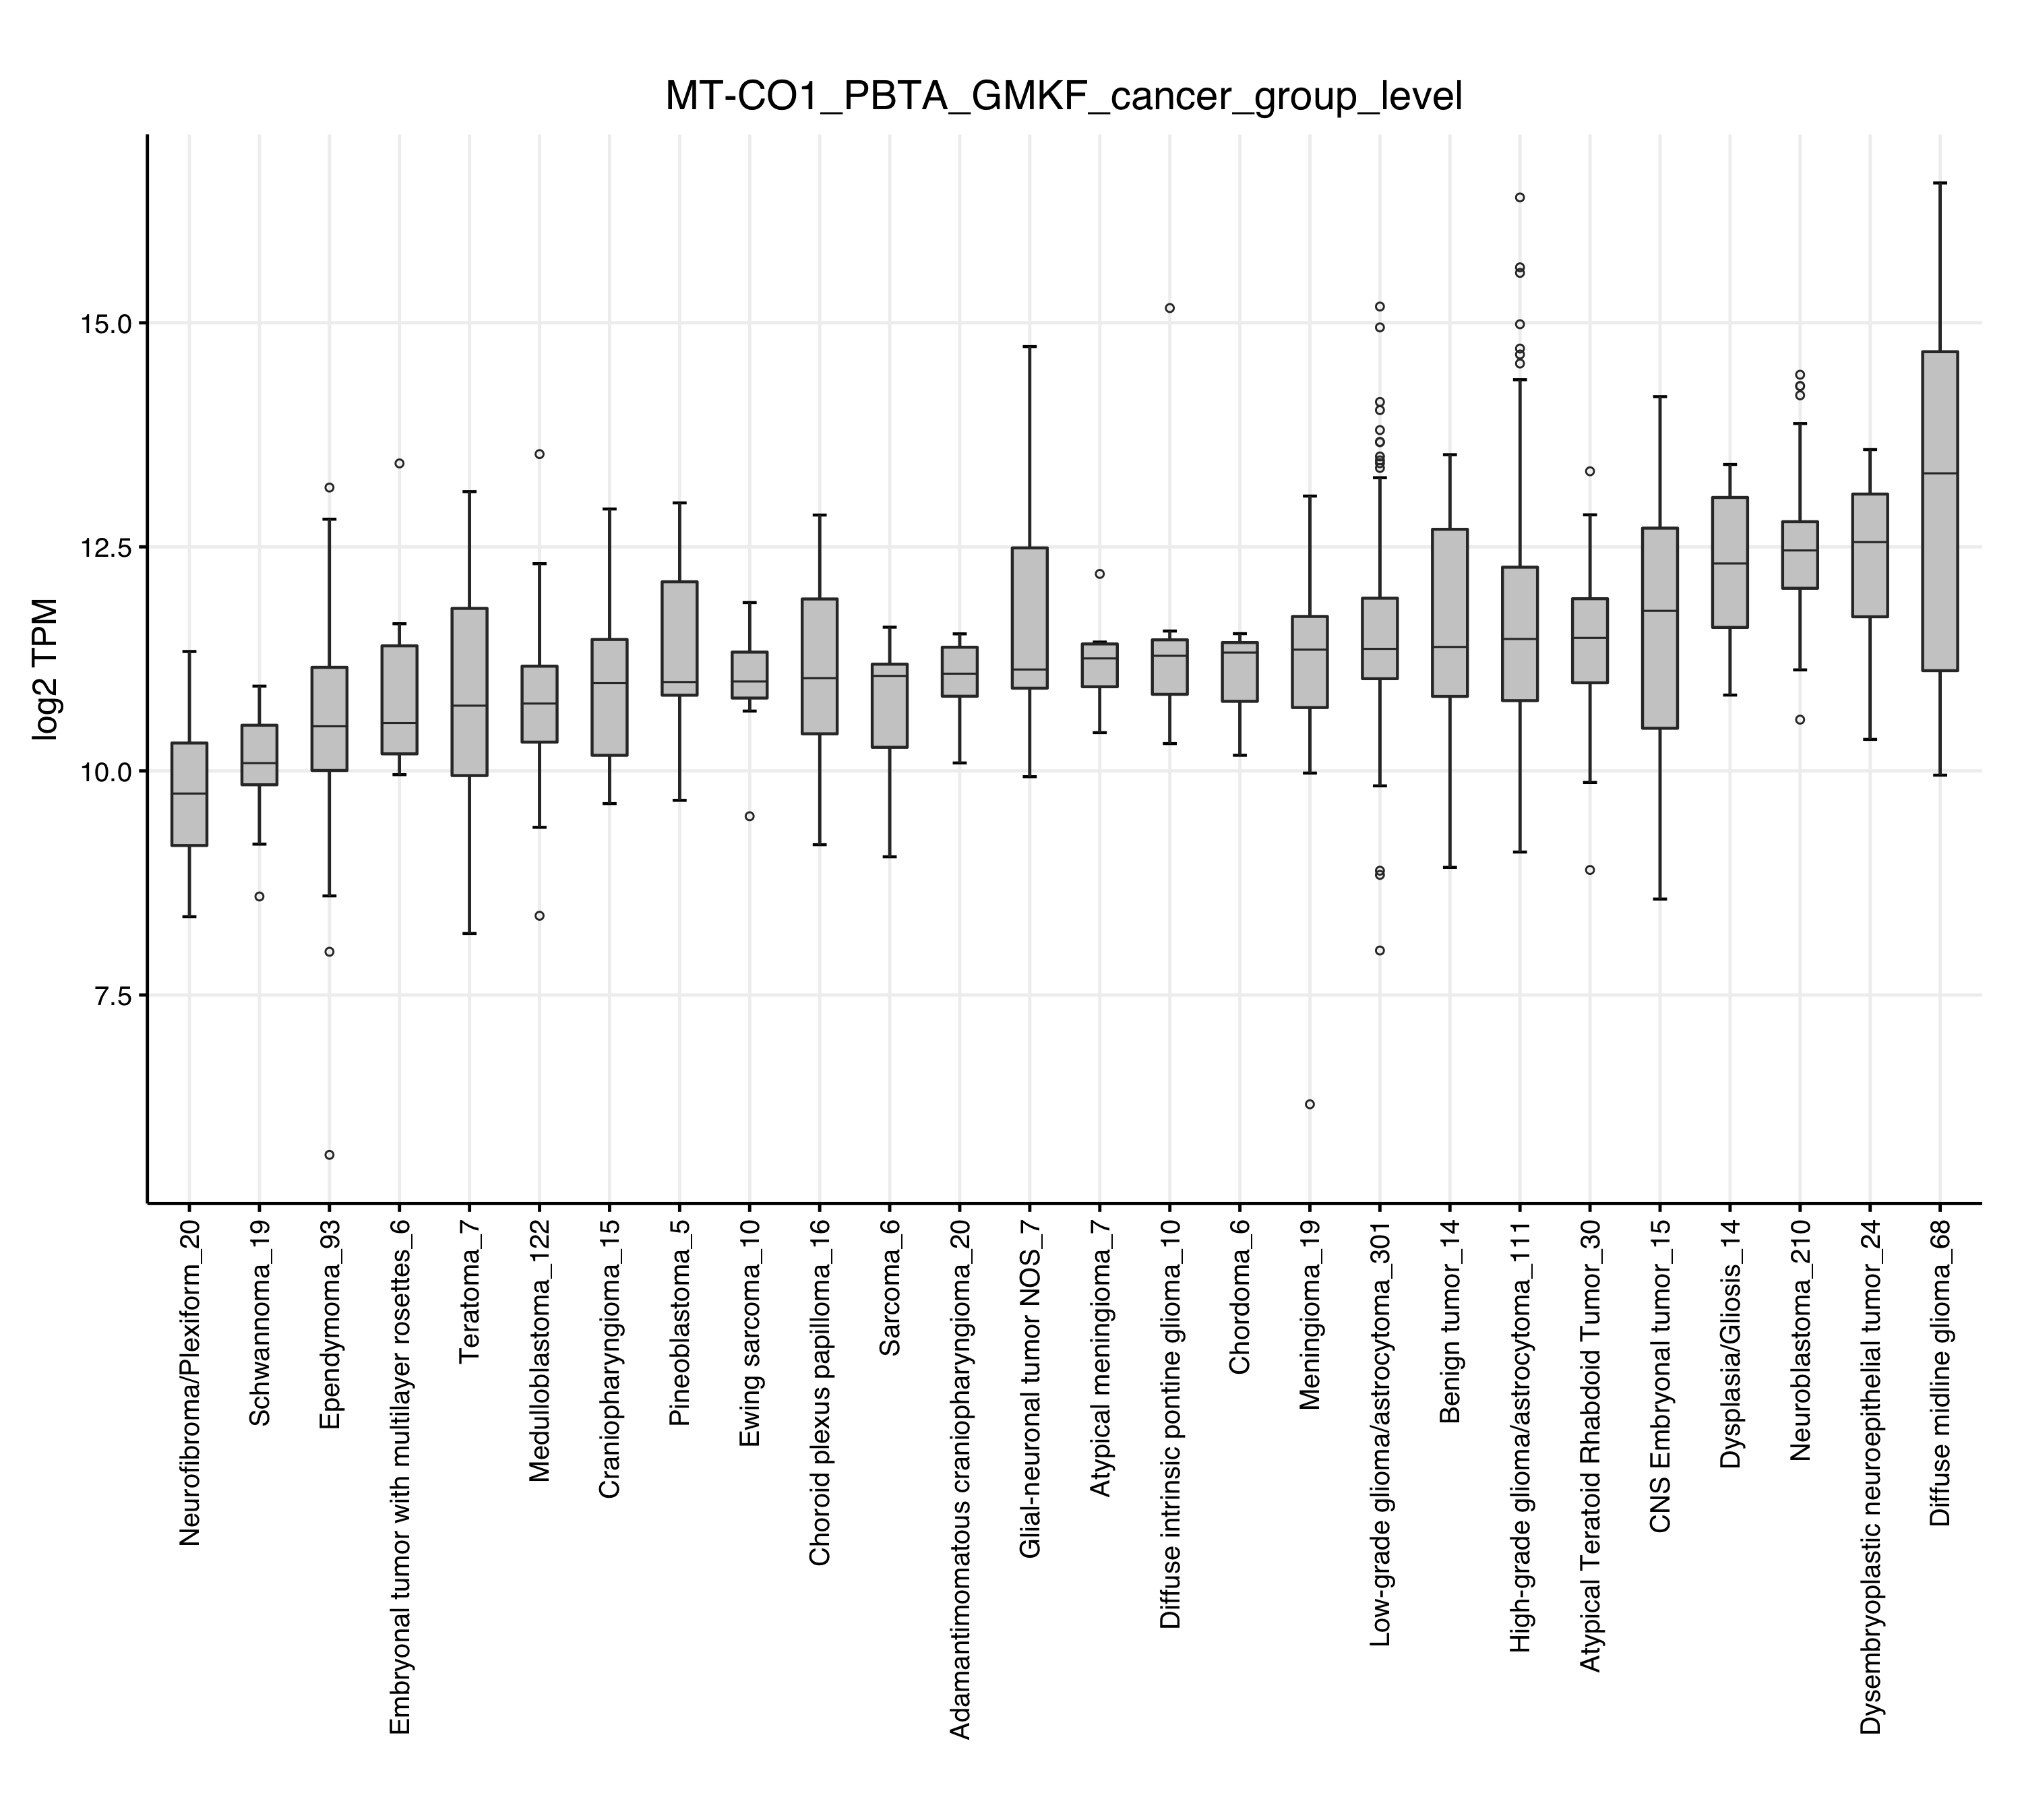 MT-CO1_PBTA_GMKF_cancer_group_level
log2 TPM
15.0
12.5
10.0
7.5
Neurofibroma/Plexiform_20
Schwannoma_19
Ependymoma_93
Embryonal tumor with multilayer rosettes_6
Teratoma_7
Medulloblastoma_122
Craniopharyngioma_15
Pineoblastoma_5
Ewing sarcoma_10
Choroid plexus papilloma_16
Sarcoma_6
Adamantimomatous craniopharyngioma_20
Glial-neuronal tumor NOS_7
Atypical meningioma_7
Diffuse intrinsic pontine glioma_10
Chordoma_6
Meningioma_19
Low-grade glioma/astrocytoma_301
Benign tumor_14
High-grade glioma/astrocytoma_111
Atypical Teratoid Rhabdoid Tumor_30
CNS Embryonal tumor_15
Dysplasia/Gliosis_14
Neuroblastoma_210
Dysembryoplastic neuroepithelial tumor_24
Diffuse midline glioma_68